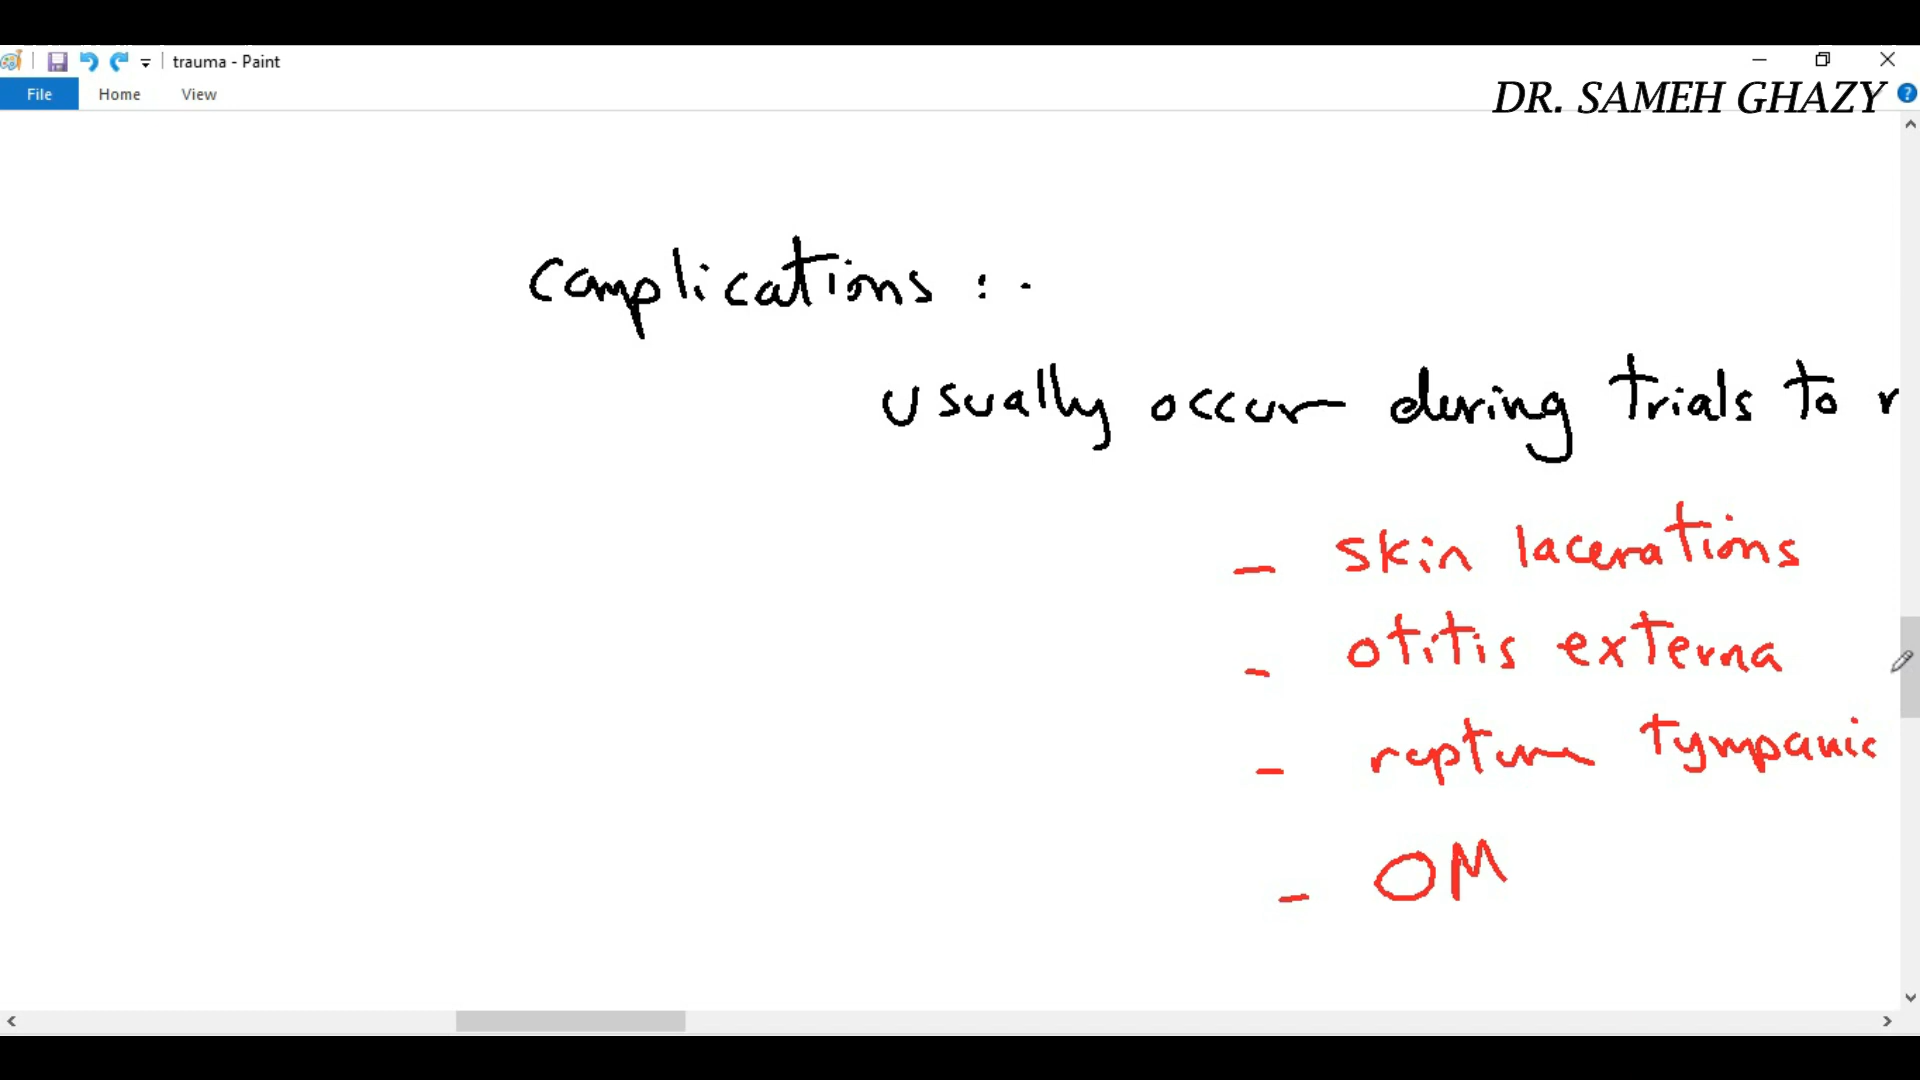 trauma - Paint
File Home View
DR. SAMEH GHAZY
complications : -
usually occur during trials to r
- skin lacerations
- otitis externa
- rupture tympanic
- OM